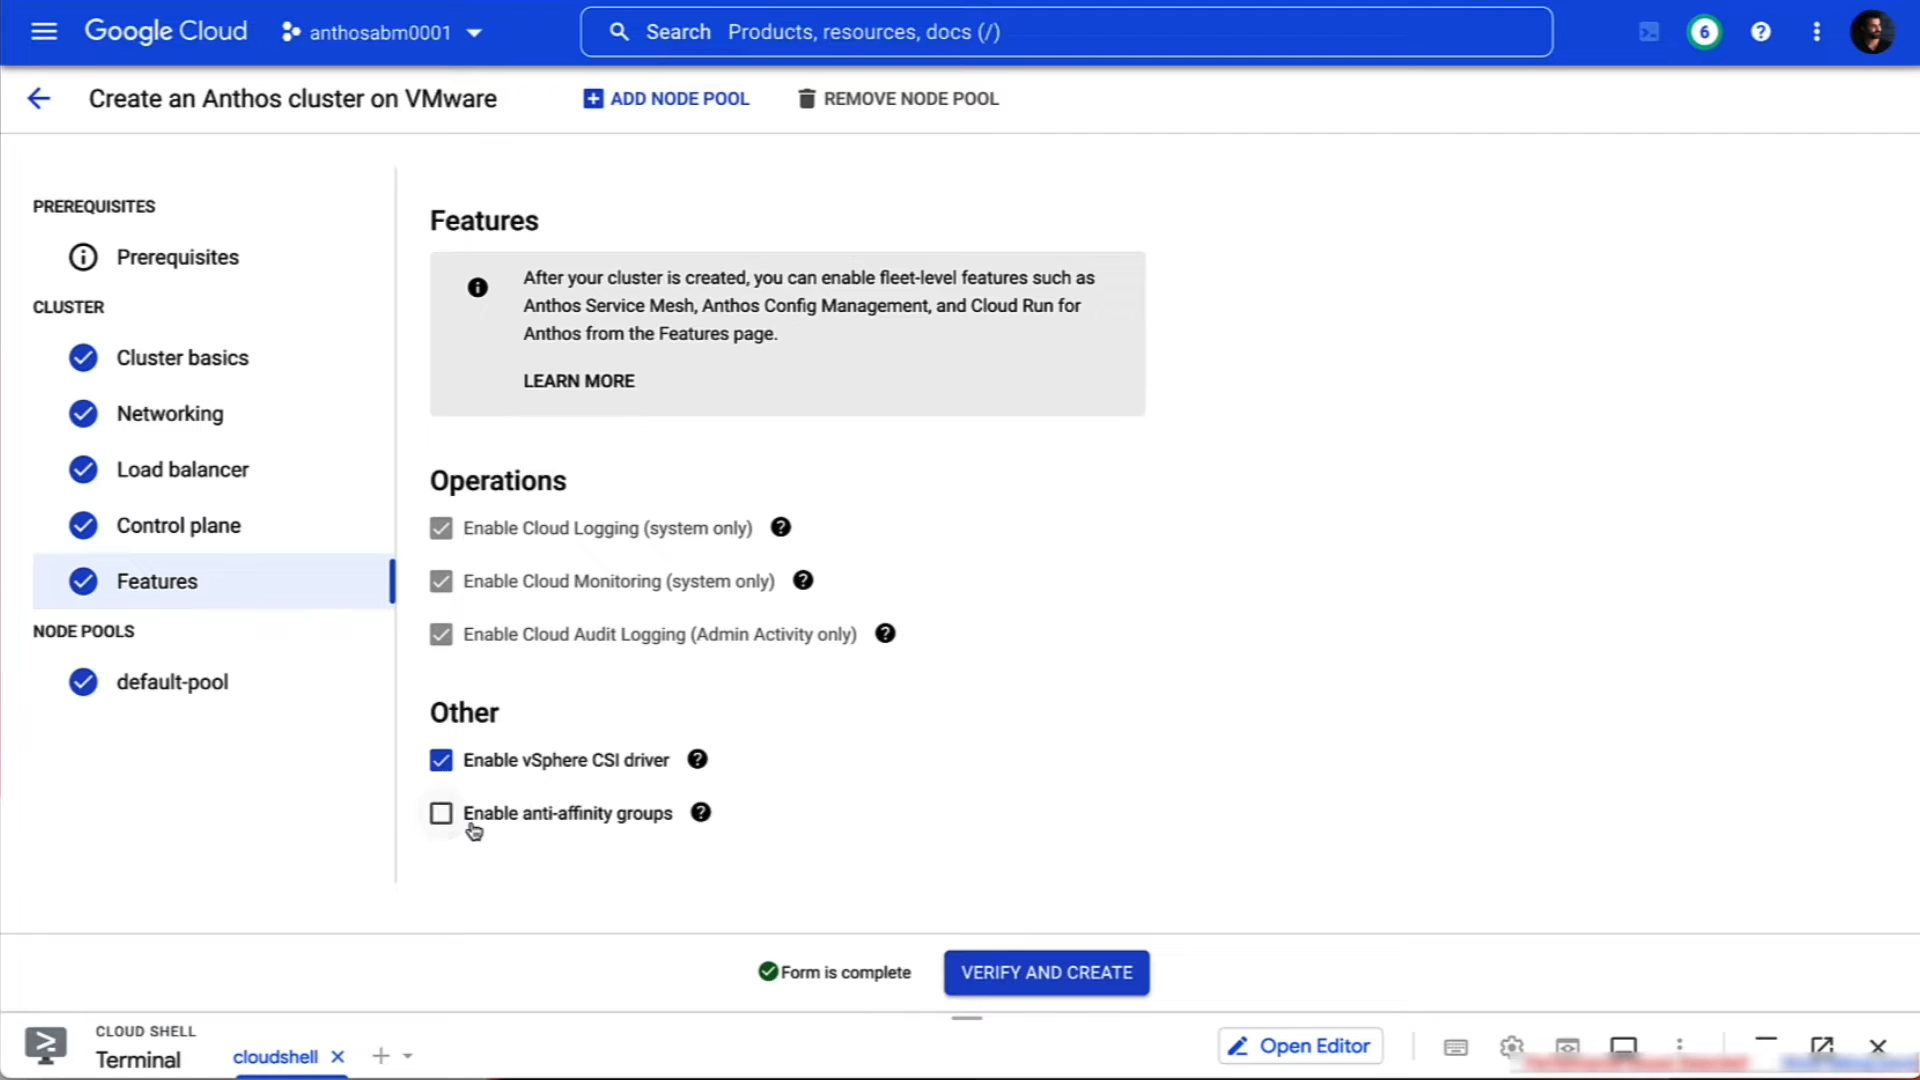 Google Cloud
anthosabm0001
Search Products, resources, docs (/)
6
Create an Anthos cluster on VMware
ADD NODE POOL
REMOVE NODE POOL
PREREQUISITES
Prerequisites
CLUSTER
Cluster basics
Networking
Load balancer
Control plane
Features
NODE POOLS
default-pool
Features
After your cluster is created, you can enable fleet-level features such as
Anthos Service Mesh, Anthos Config Management, and Cloud Run for
Anthos from the Features page.
LEARN MORE
Operations
Enable Cloud Logging (system only)
Enable Cloud Monitoring (system only)
Enable Cloud Audit Logging (Admin Activity only)
Other
Enable vSphere CSI driver
Enable anti-affinity groups
Form is complete
VERIFY AND CREATE
CLOUD SHELL
Terminal
cloudshell
Open Editor